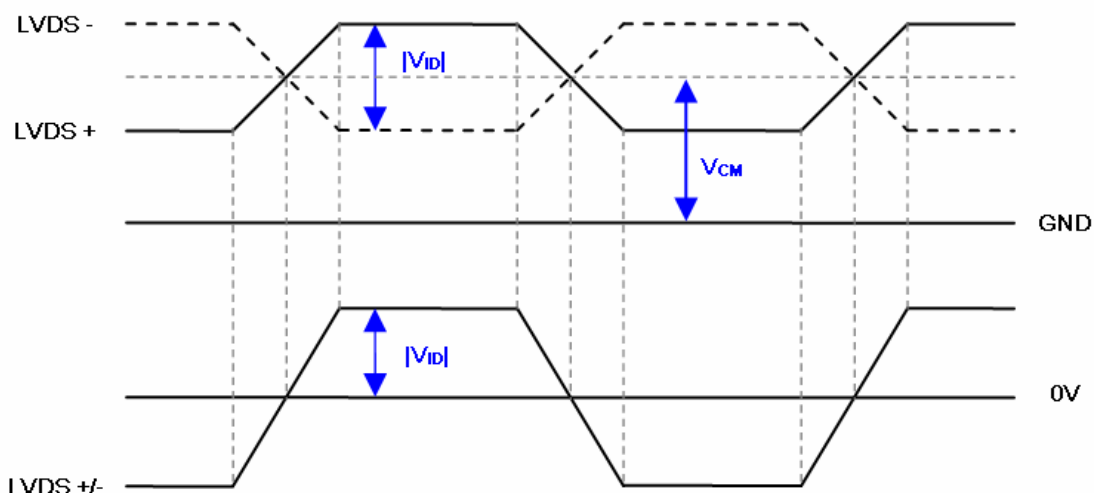 LVDS -
|VID|
LVDS +
VCM
GND
|VID|
0V
LVDS +/-